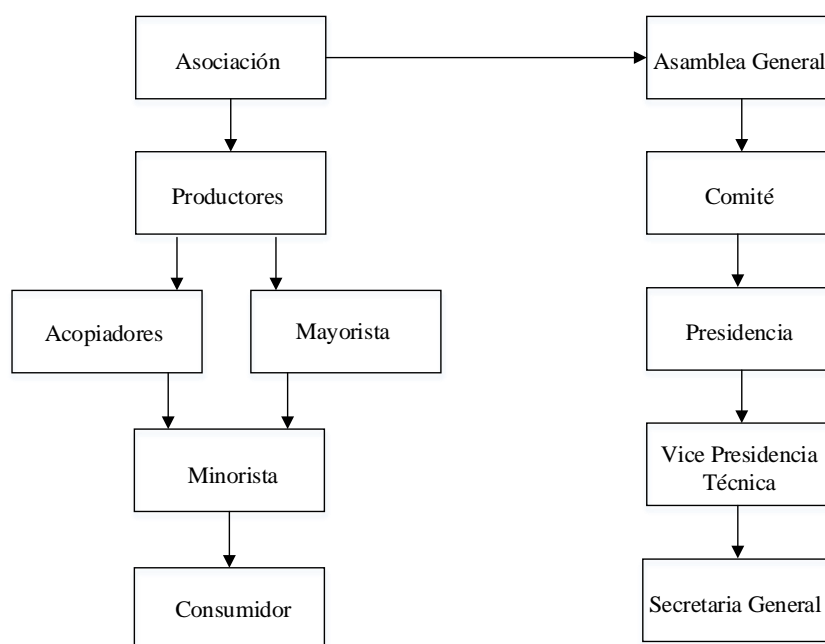 Asociación
Asamblea General
Productores
Comité
Acopiadores
Mayorista
Presidencia
Minorista
Vice Presidencia
Técnica
Consumidor
Secretaria General